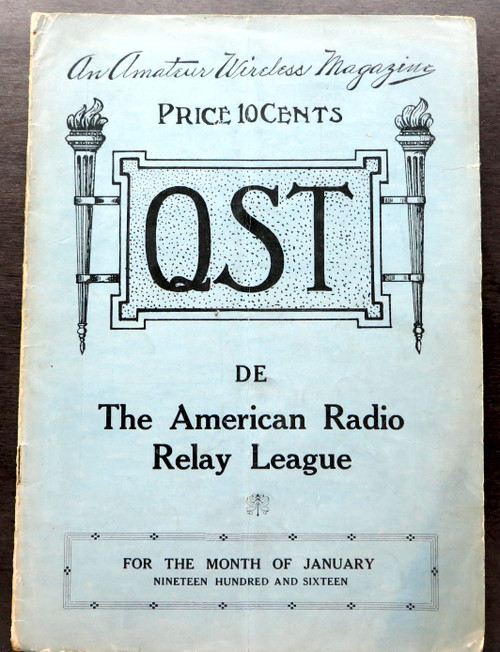 An Amateur Wireless Magazine
PRICE 10 CENTS
QST
DE
The American Radio
Relay League
FOR THE MONTH OF JANUARY
NINETEEN HUNDRED AND SIXTEEN